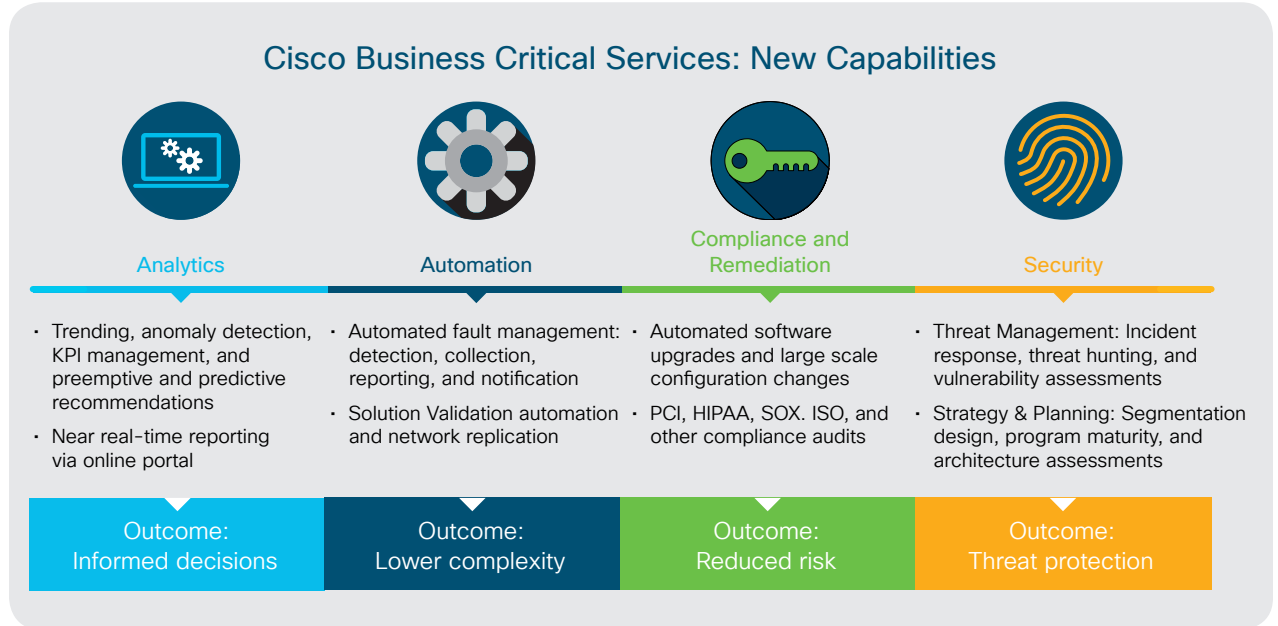 Cisco Business Critical Services: New Capabilities
Analytics
Automation
Compliance and
Remediation
Security
· Trending, anomaly detection,
KPI management, and
preemptive and predictive
recommendations
· Near real-time reporting
via online portal
· Automated fault management:
detection, collection,
reporting, and notification
· Solution Validation automation
and network replication
· Automated software
upgrades and large scale
configuration changes
· PCI, HIPAA, SOX. ISO, and
other compliance audits
· Threat Management: Incident
response, threat hunting, and
vulnerability assessments
· Strategy & Planning: Segmentation
design, program maturity, and
architecture assessments
Outcome:
Informed decisions
Outcome:
Lower complexity
Outcome:
Reduced risk
Outcome:
Threat protection